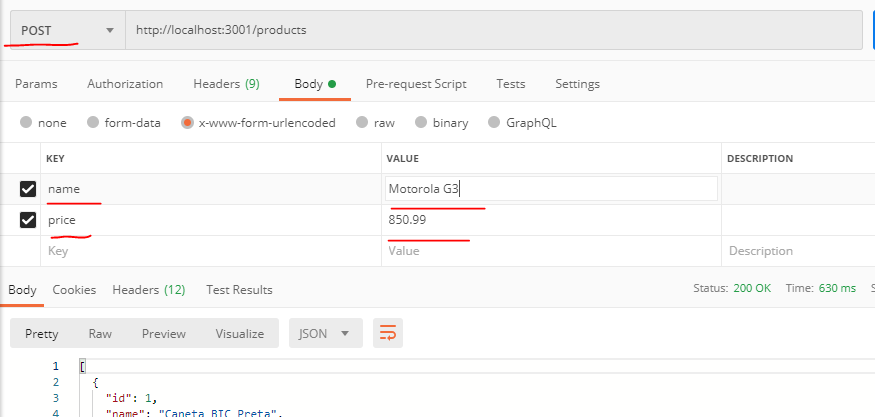 POST http://localhost:3001/products
Params Authorization Headers (9) Body Pre-request Script Tests Settings
none form-data x-www-form-urlencoded raw binary GraphQL
KEY VALUE DESCRIPTION
name Motorola G3
price 850.99
Key Value Description
Body Cookies Headers (12) Test Results Status: 200 OK Time: 630 ms S
Pretty Raw Preview Visualize JSON
1 [
2 {
3 "id": 1,
4 "name": "Caneta BIC Preta",